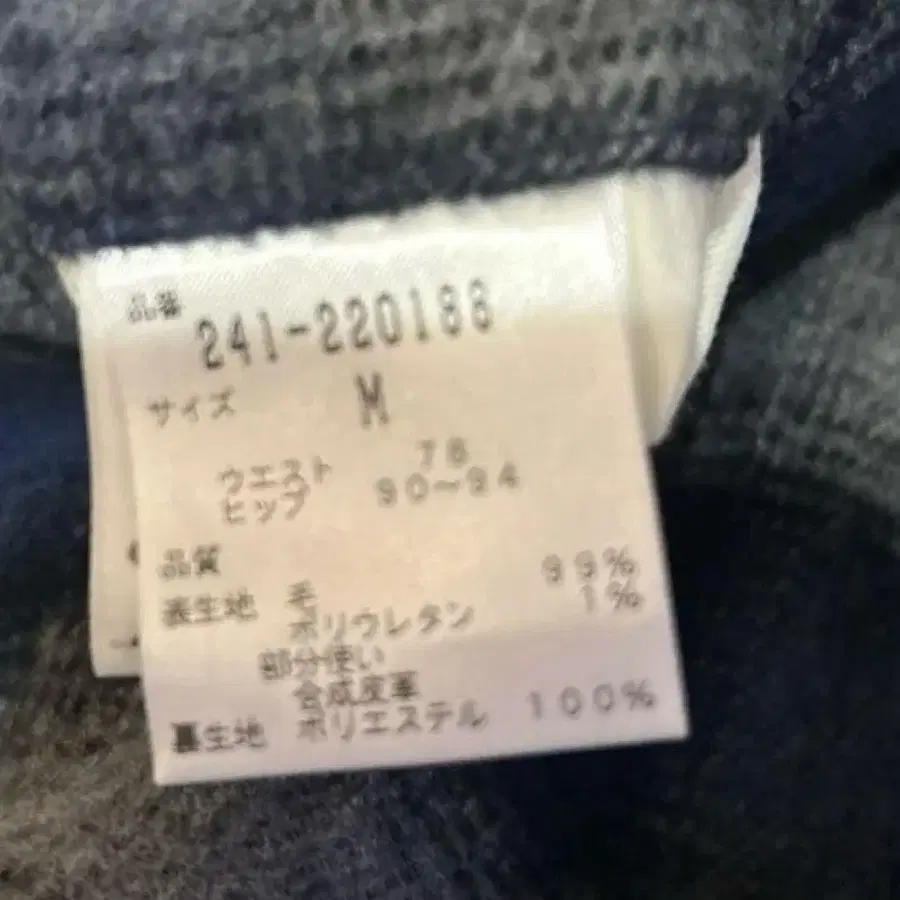 品番
241-220188
サイズ M
ウエスト 78
ヒップ 90~94
品質
表生地 毛 99%
ポリウレタン 1%
部分使い
合成皮革
裏生地 ポリエステル 100%